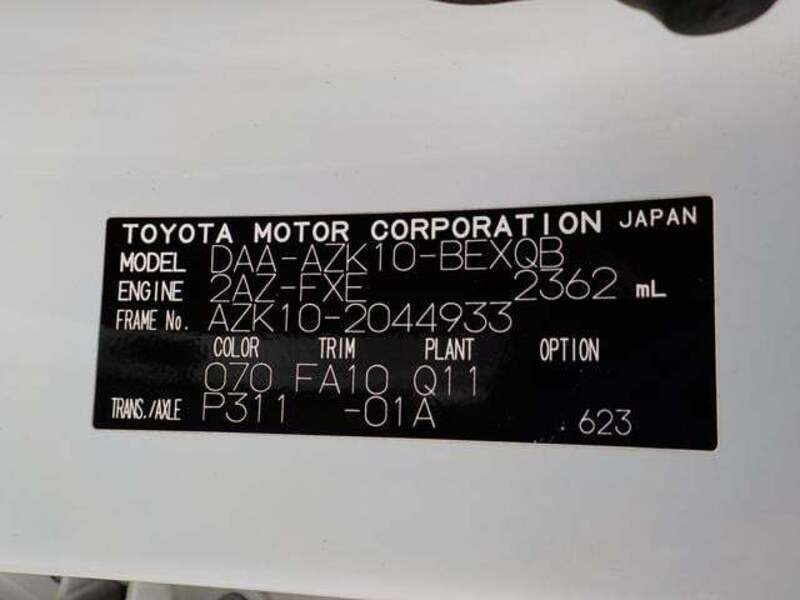 TOYOTA MOTOR CORPORATION JAPAN
MODEL DAA-AZK10-BEXQB
ENGINE 2AZ-FXE 2362 mL
FRAME No. AZK10-2044933
COLOR TRIM PLANT OPTION
070 FA10 Q11
TRANS./AXLE P311 -01A 623